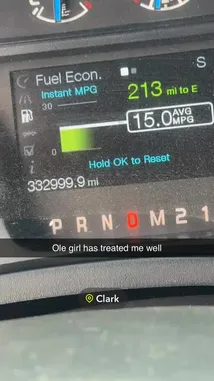 Fuel Econ.
S
Instant MPG
213 mi to E
30
15.0 AVG MPG
0
Hold OK to Reset
332999.9 mi
P R N D M 2 1
Ole girl has treated me well
Clark